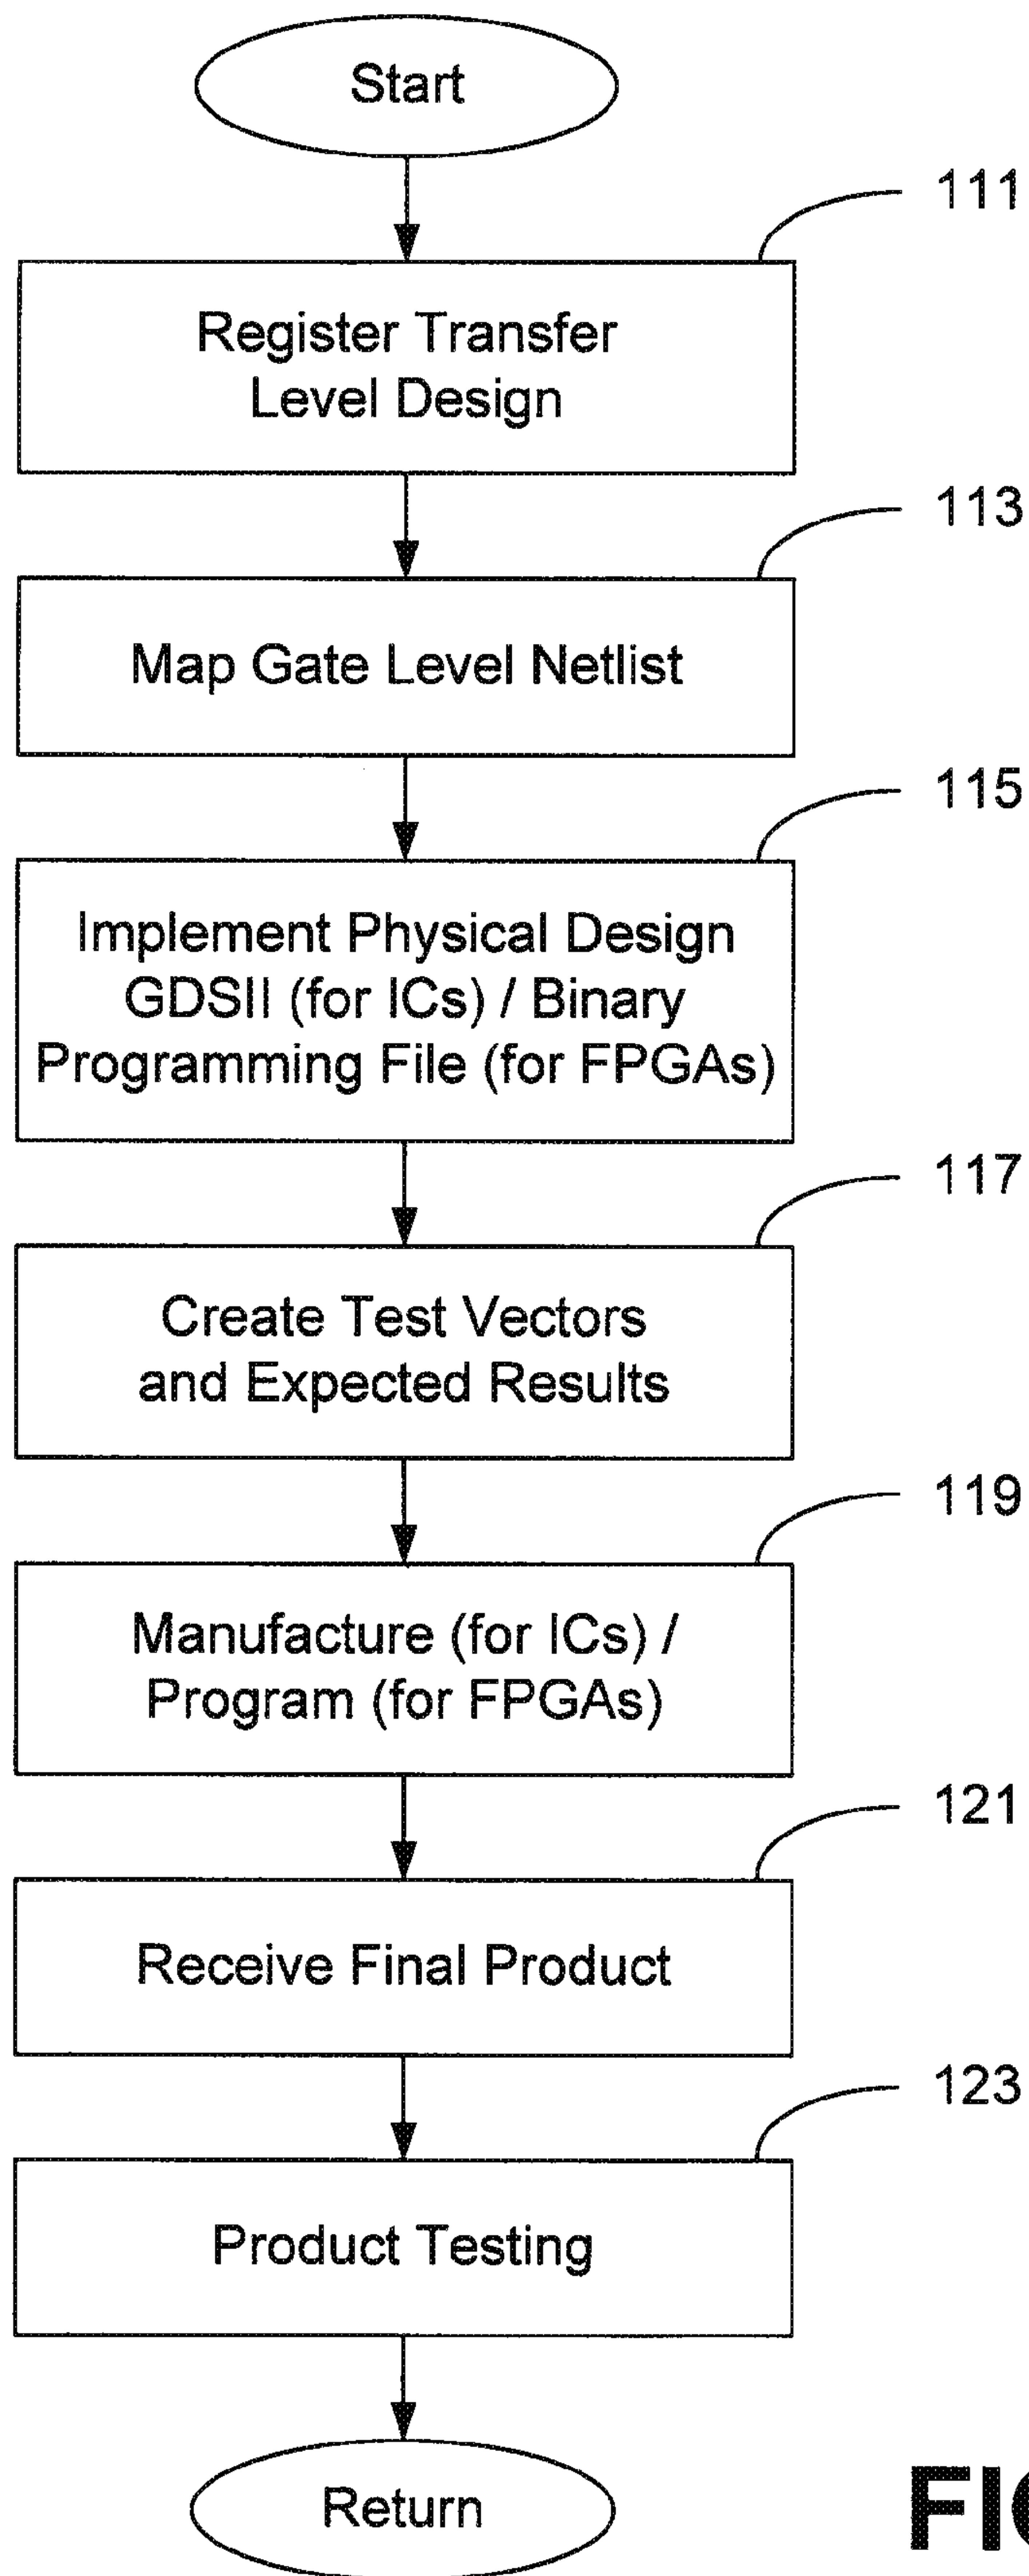 Start
111
Register Transfer
Level Design
113
Map Gate Level Netlist
115
Implement Physical Design
GDSII (for ICs) / Binary
Programming File (for FPGAs)
117
Create Test Vectors
and Expected Results
119
Manufacture (for ICs) /
Program (for FPGAs)
121
Receive Final Product
123
Product Testing
Return